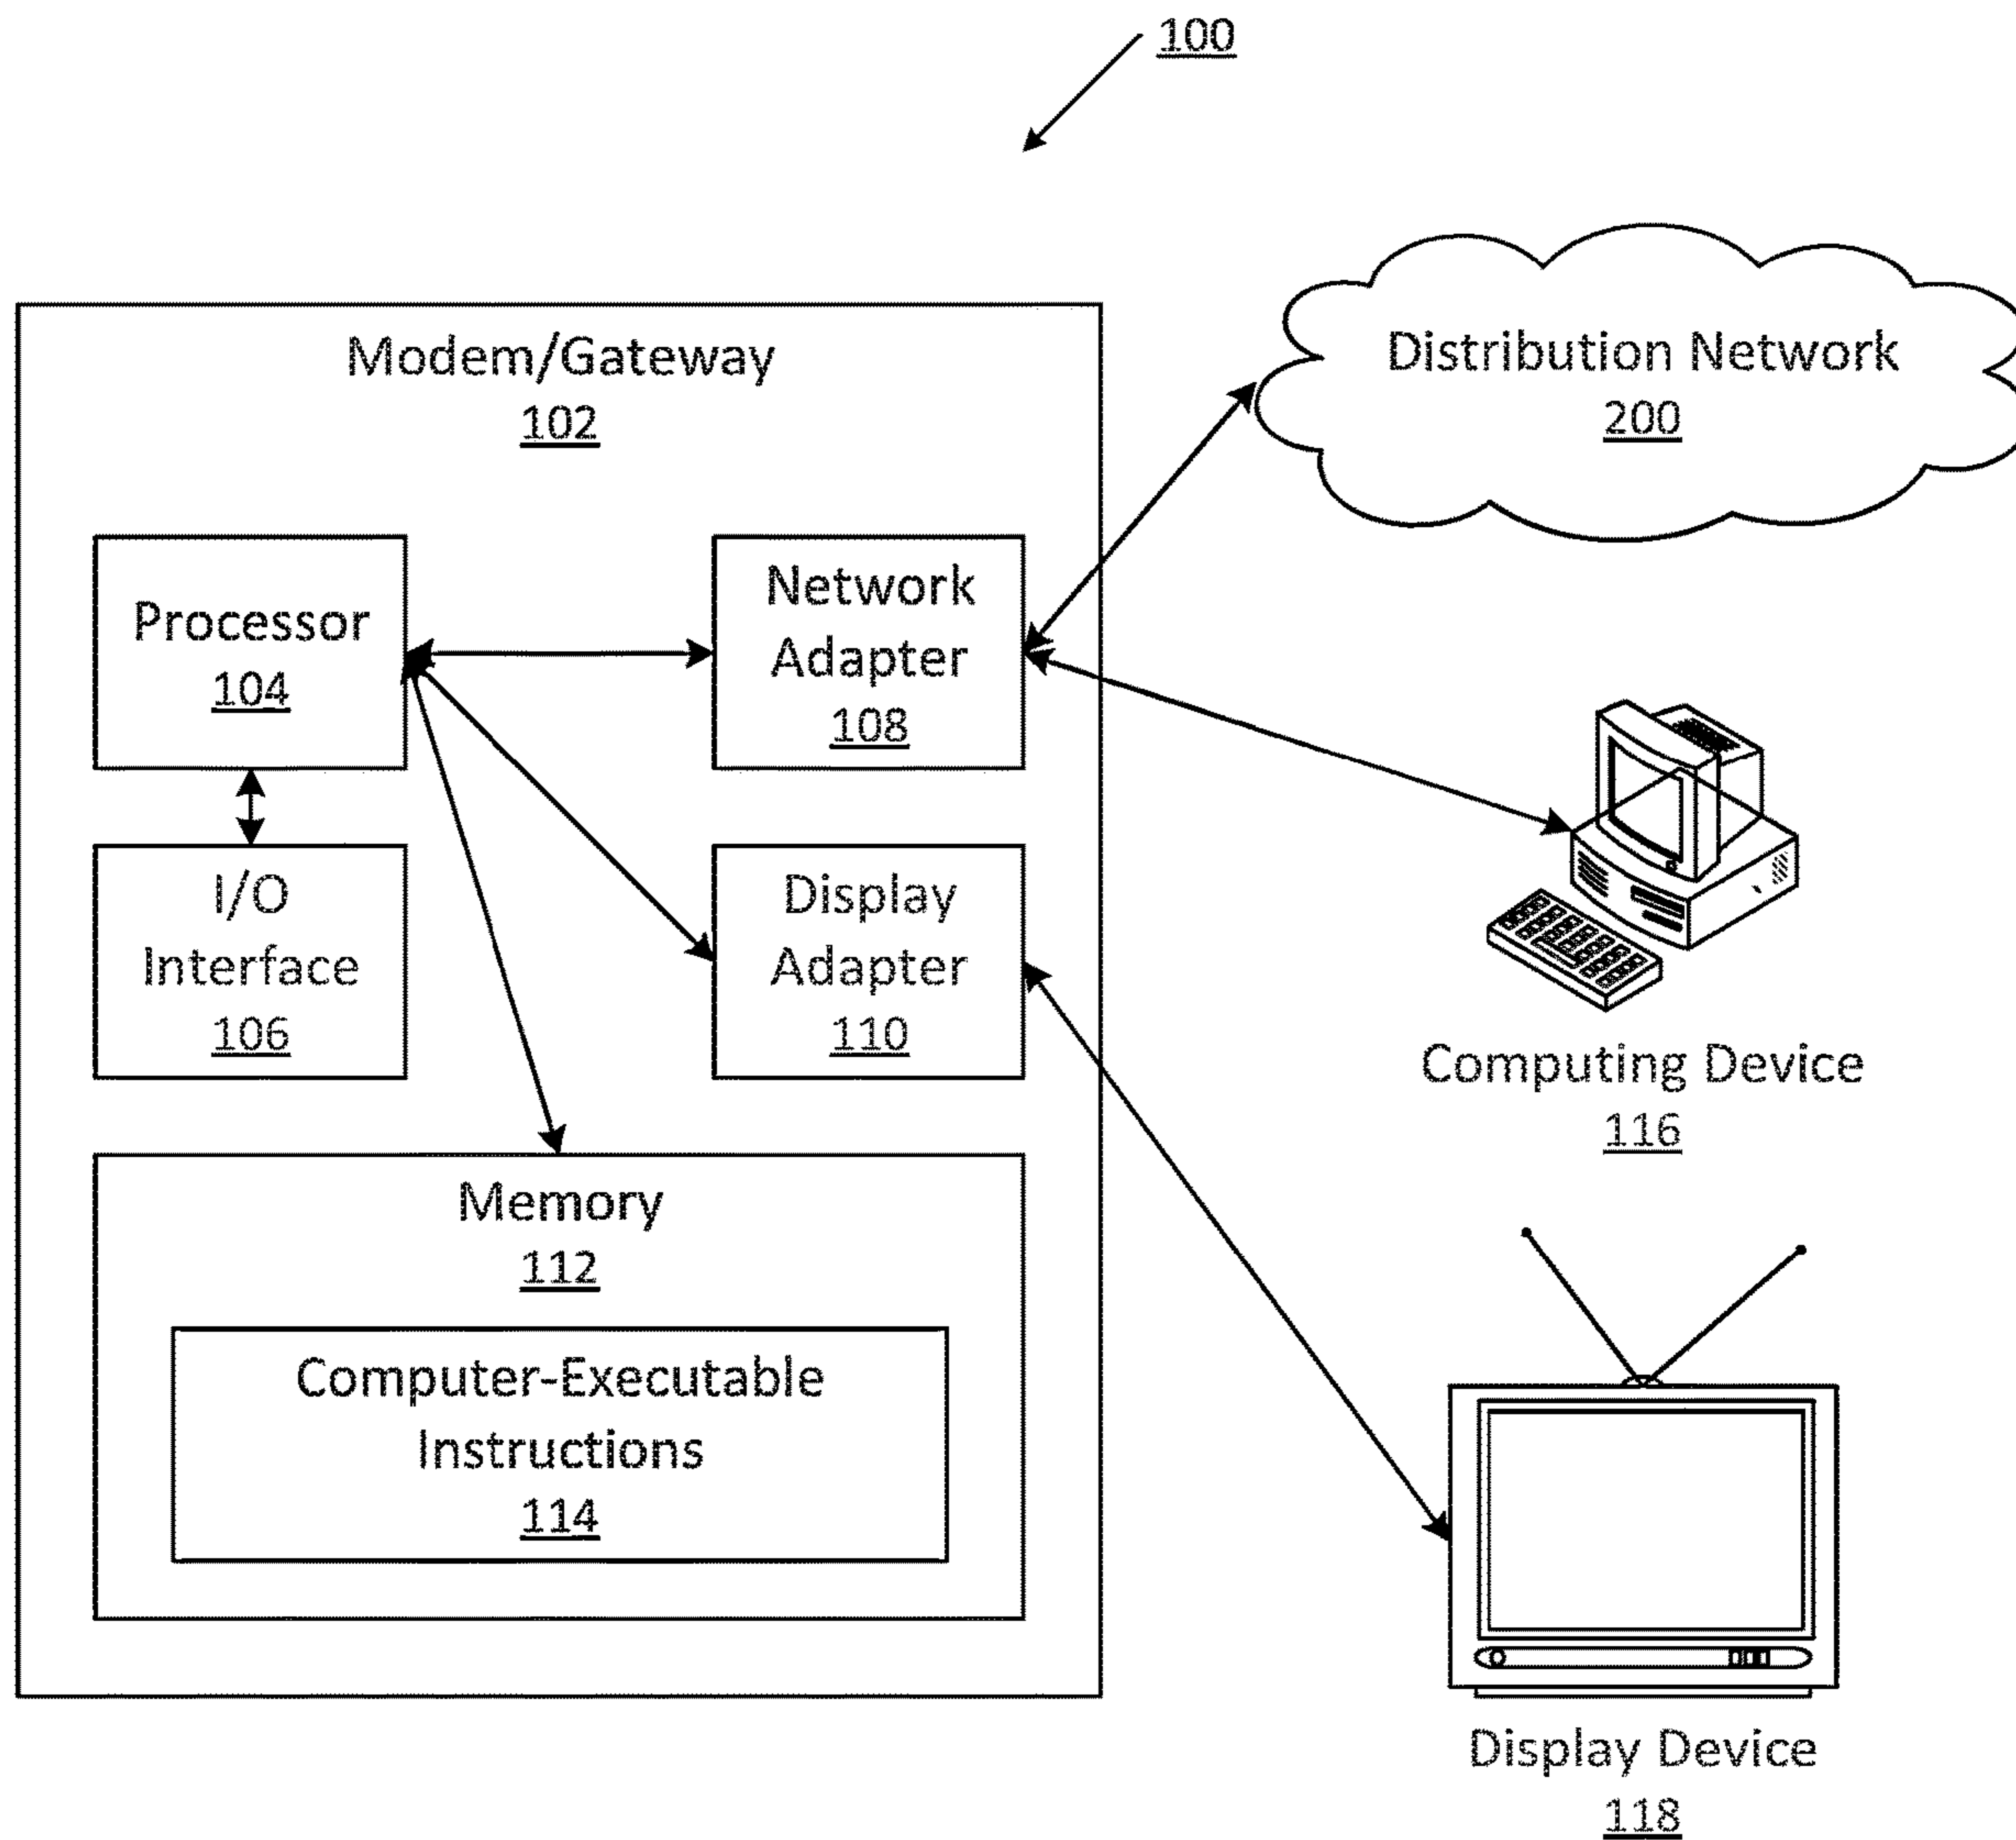 100
Modem/Gateway
102
Distribution Network
200
Processor
104
Network
Adapter
108
I/O
Interface
106
Display
Adapter
110
Computing Device
116
Memory
112
Computer-Executable
Instructions
114
Display Device
118